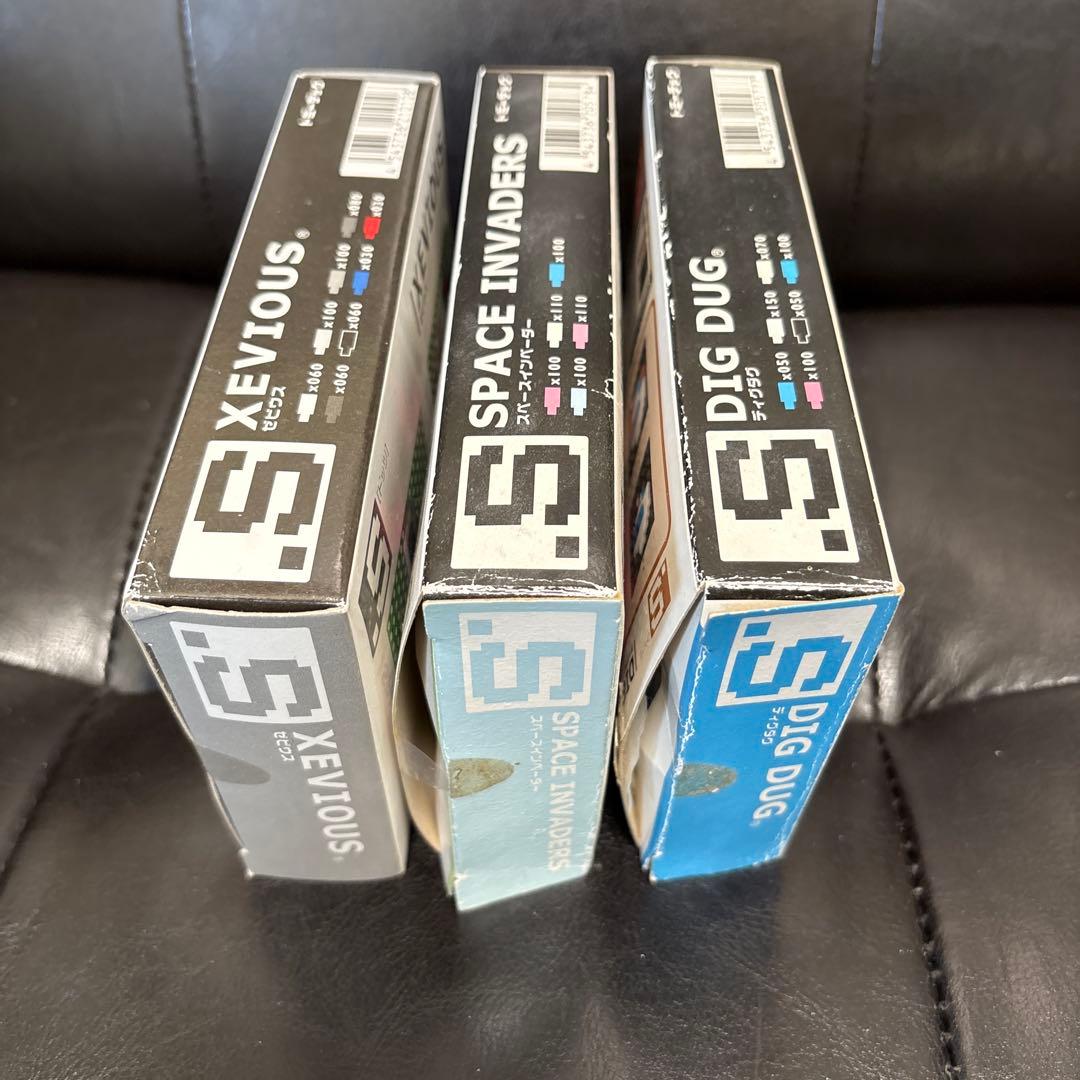 XEVIOUS®
ゼビウス
x060
x100
x100
x080
x060
x060
x030
x030
XEVIOUS
.S
XEVIOUS®
ゼビウス
SPACE INVADERS
スペースインベーダー
x100
x110
x100
x100
x110
.S
SPACE INVADERS
スペースインベーダー
DIG DUG®
ディグダグ
x050
x150
x070
x100
x050
x100
.S
DIG DUG®
ディグダグ